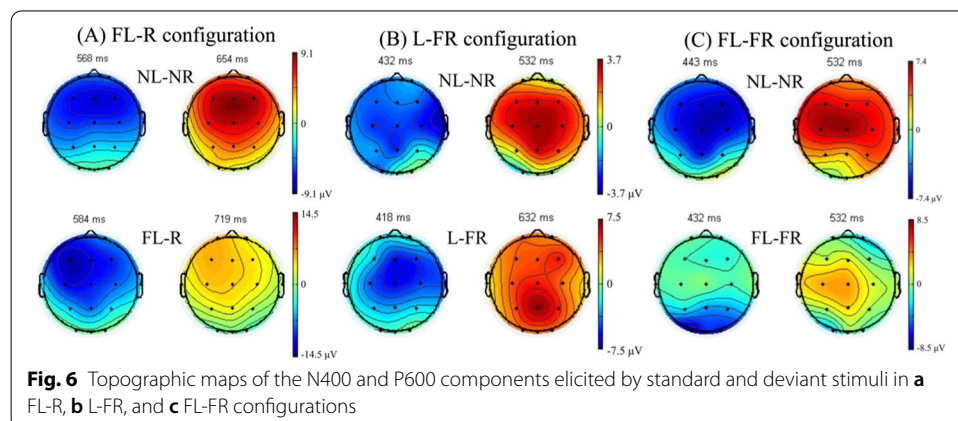 (A) FL-R configuration
(B) L-FR configuration
(C) FL-FR configuration
568 ms
NL-NR
654 ms
9.1
0
-9.1 µV
432 ms
NL-NR
532 ms
3.7
0
-3.7 µV
443 ms
NL-NR
532 ms
7.4
0
-7.4 µV
584 ms
FL-R
719 ms
14.5
0
-14.5 µV
418 ms
L-FR
632 ms
7.5
0
-7.5 µV
432 ms
FL-FR
532 ms
8.5
0
-8.5 µV
Fig. 6 Topographic maps of the N400 and P600 components elicited by standard and deviant stimuli in a
FL-R, b L-FR, and c FL-FR configurations